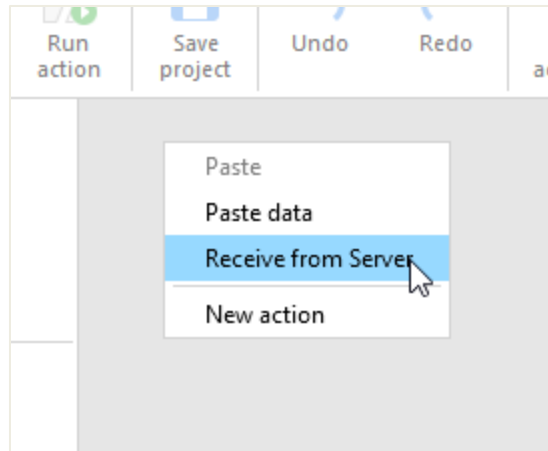 Run
action
Save
project
Undo
Redo
Paste
Paste data
Receive from Server
New action